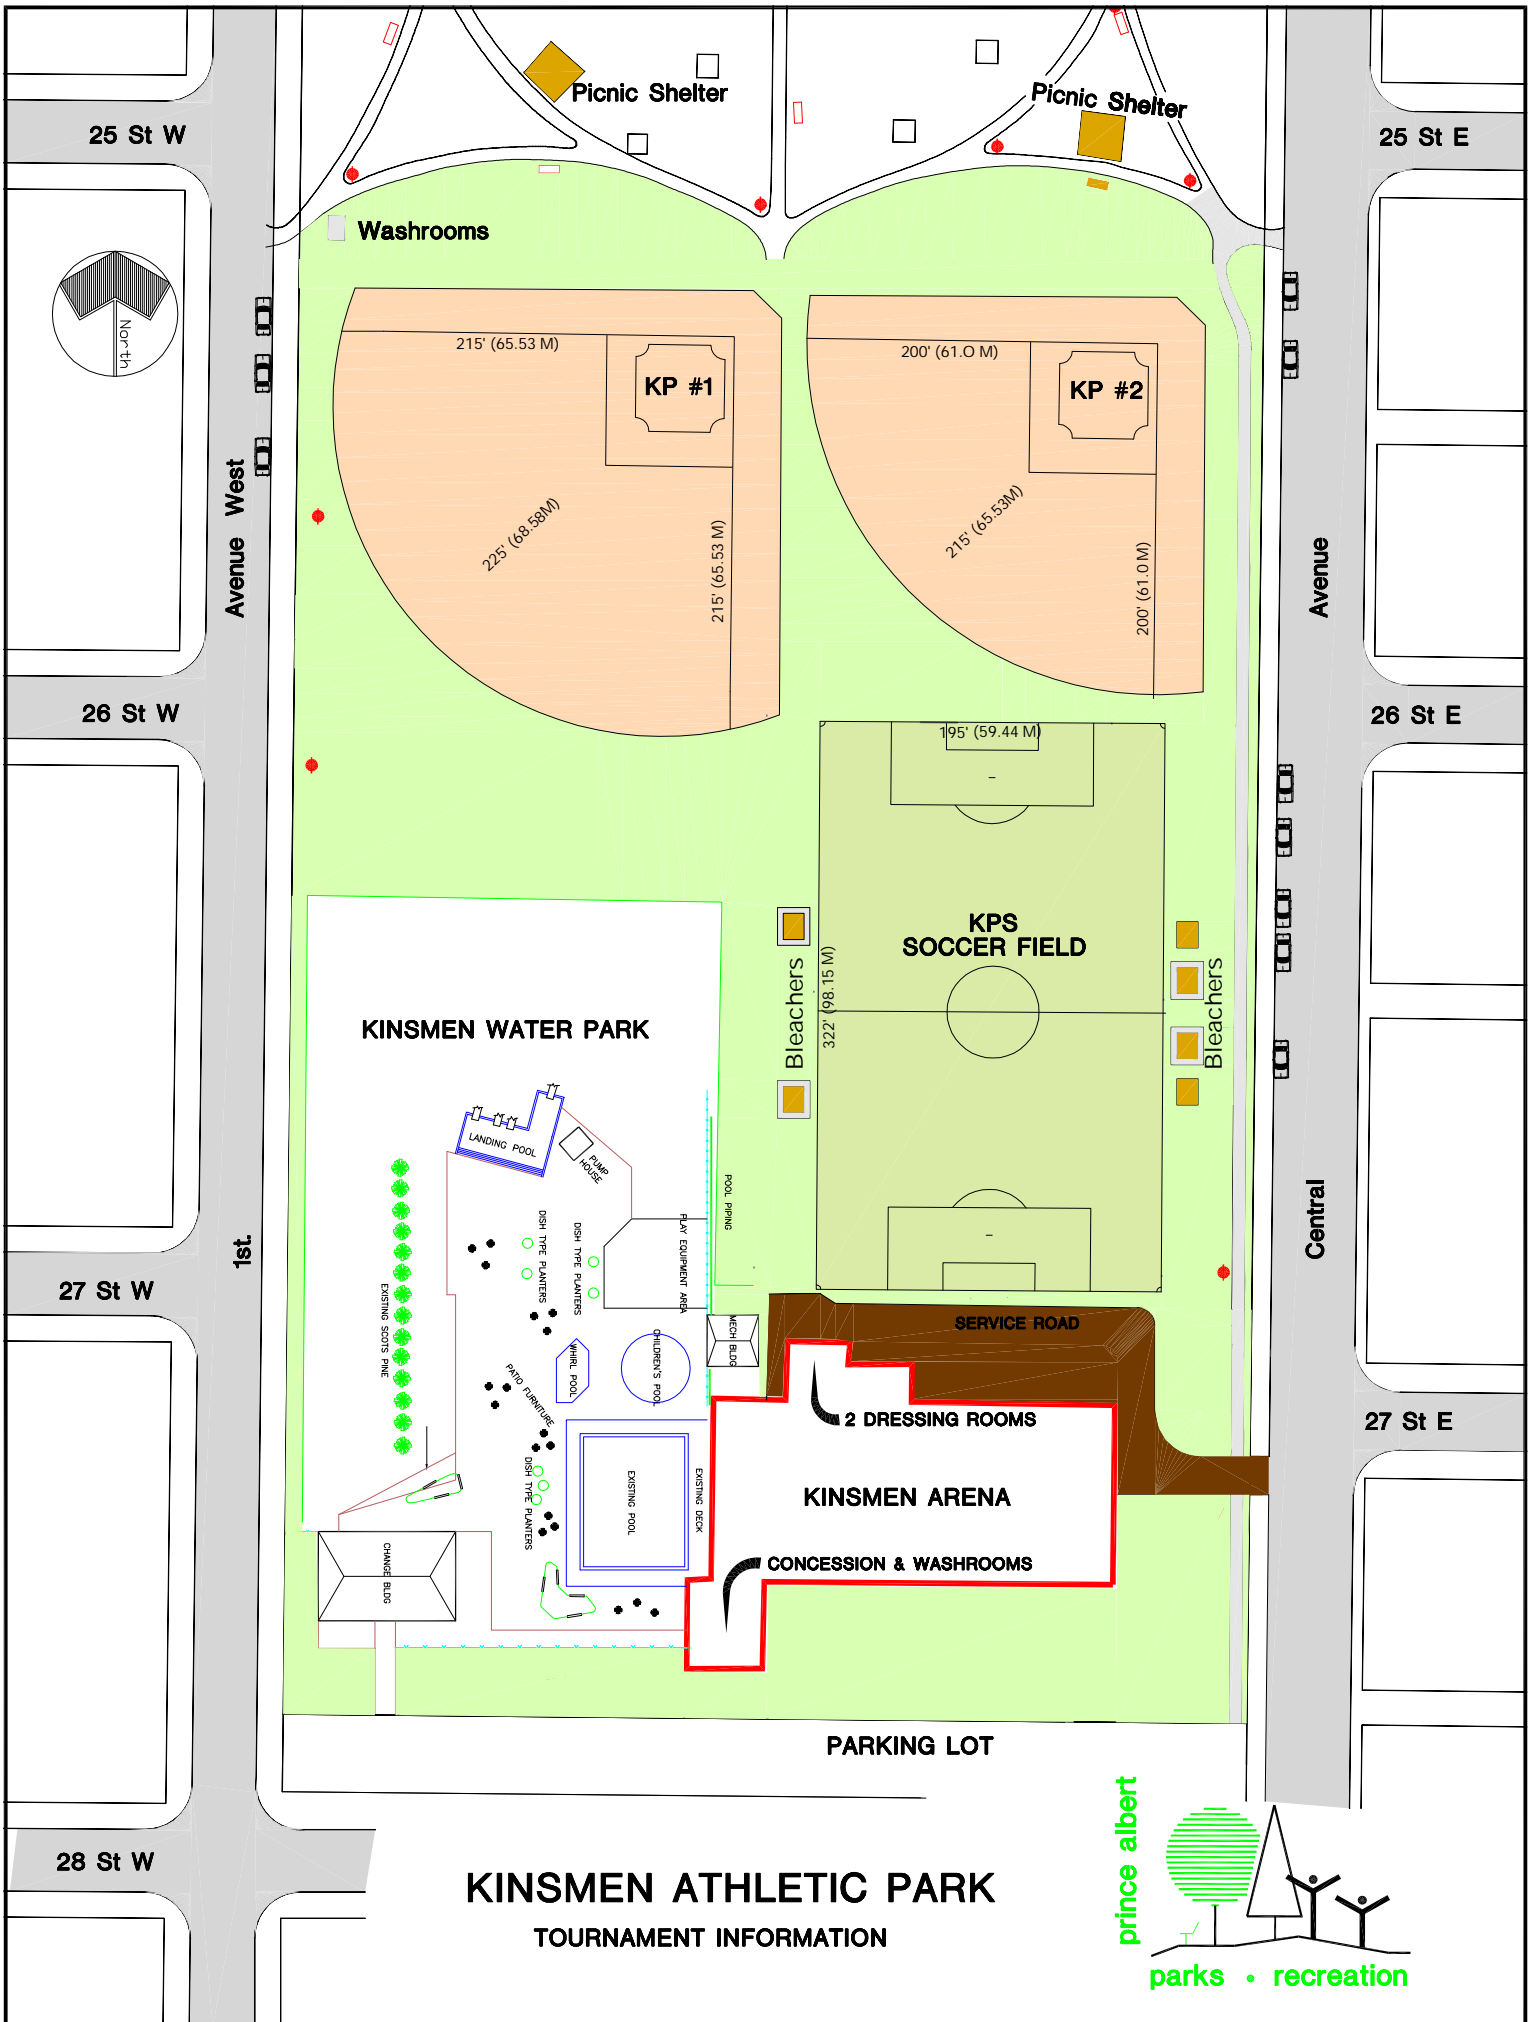 Picnic Shelter
Picnic Shelter
25 St W
25 St E
Washrooms
North
215' (65.53 M)
KP #1
225' (68.58M)
215' (65.53 M)
200' (61.0 M)
KP #2
215' (65.53M)
200' (61.0 M)
1st. Avenue West
Central Avenue
26 St W
26 St E
195' (59.44 M)
KPS
SOCCER FIELD
322' (98.15 M)
Bleachers
Bleachers
KINSMEN WATER PARK
LANDING POOL
PUMP
HOUSE
POOL PIPING
DISH TYPE PLANTERS
DISH TYPE PLANTERS
PLAY EQUIPMENT AREA
EXISTING SCOTS PINE
27 St W
27 St E
MECH BLDG
WHIRL POOL
CHILDREN'S POOL
PATIO FURNITURE
SERVICE ROAD
2 DRESSING ROOMS
KINSMEN ARENA
CONCESSION & WASHROOMS
DISH TYPE PLANTERS
EXISTING POOL
EXISTING DECK
CHANGE BLDG
PARKING LOT
28 St W
KINSMEN ATHLETIC PARK
TOURNAMENT INFORMATION
prince albert
parks • recreation